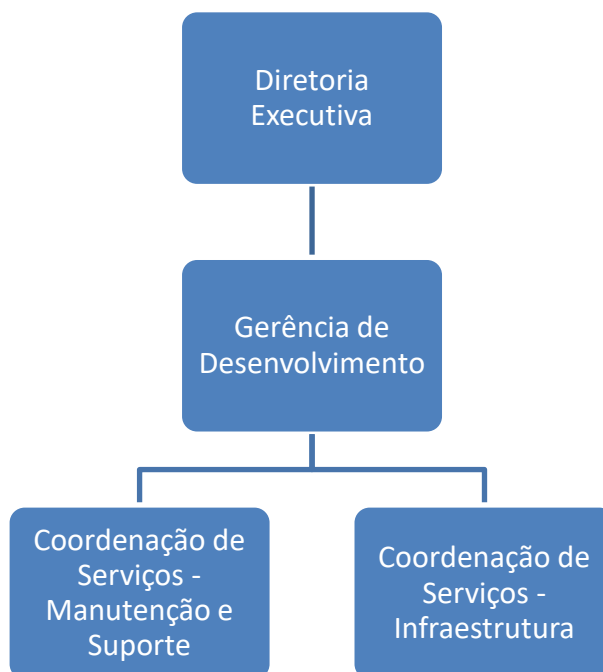 Diretoria
Executiva
Gerência de
Desenvolvimento
Coordenação de
Serviços -
Manutenção e
Suporte
Coordenação de
Serviços -
Infraestrutura